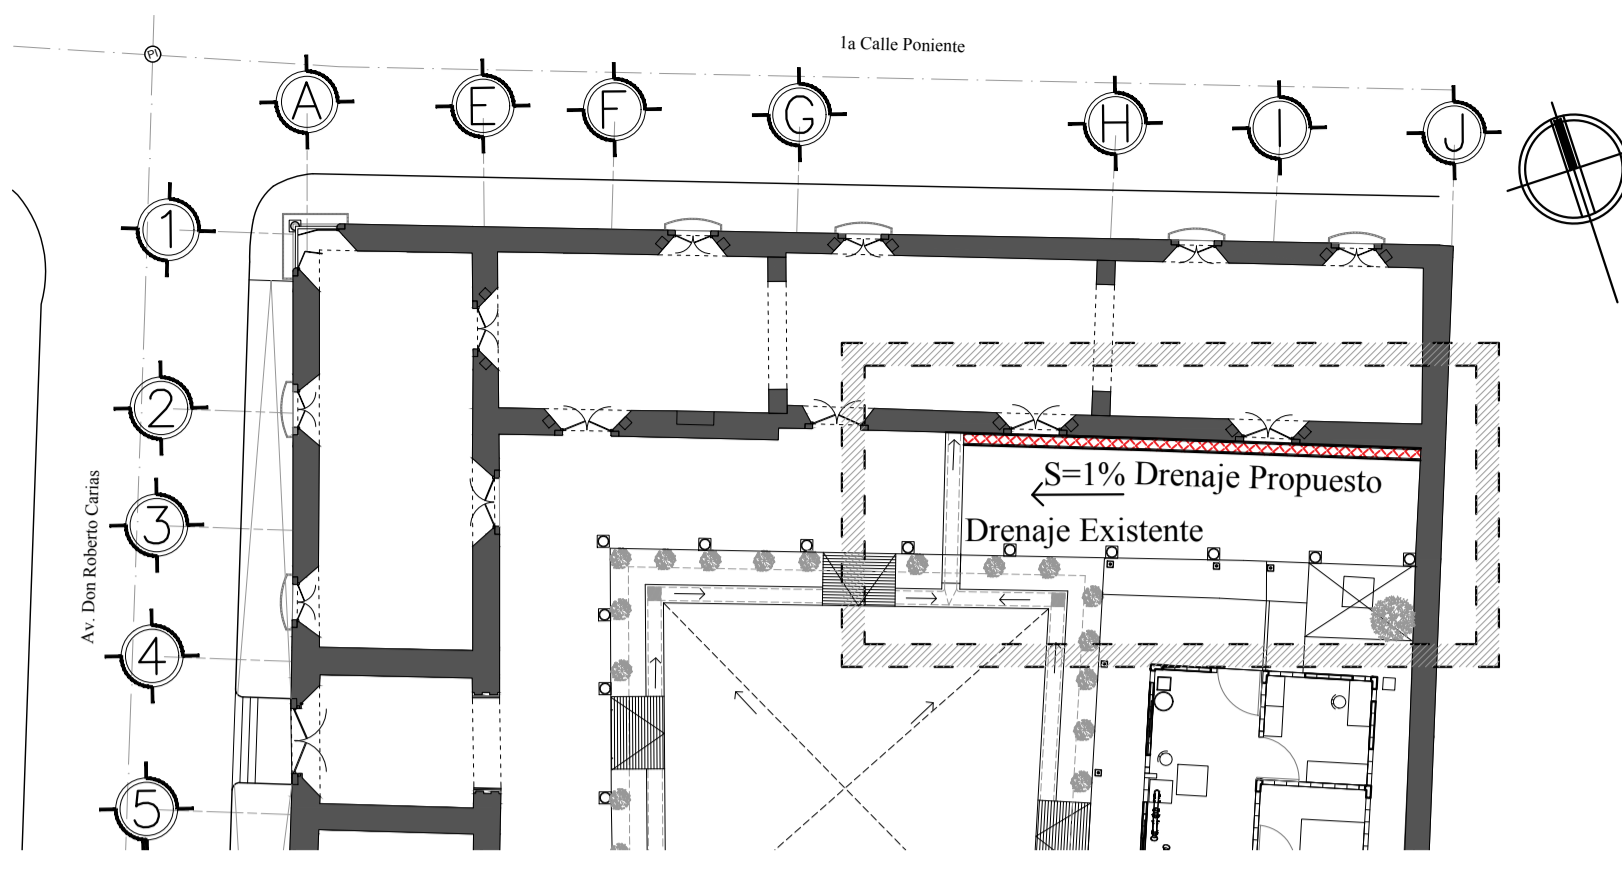 1a Calle Poniente
PI
A
E
F
G
H
I
J
1
2
3
4
5
Av. Don Roberto Carias
S=1% Drenaje Propuesto
Drenaje Existente